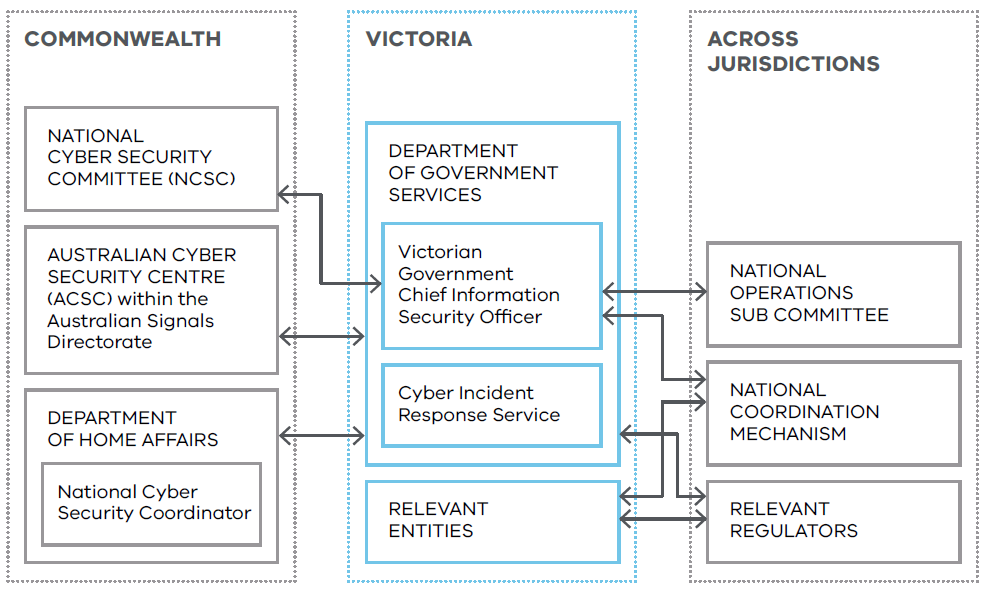 COMMONWEALTH
NATIONAL
CYBER SECURITY
COMMITTEE (NCSC)
AUSTRALIAN CYBER
SECURITY CENTRE
(ACSC) within the
Australian Signals
Directorate
DEPARTMENT
OF HOME AFFAIRS
National Cyber
Security Coordinator
VICTORIA
DEPARTMENT
OF GOVERNMENT
SERVICES
Victorian
Government
Chief Information
Security Officer
Cyber Incident
Response Service
RELEVANT
ENTITIES
ACROSS
JURISDICTIONS
NATIONAL
OPERATIONS
SUB COMMITTEE
NATIONAL
COORDINATION
MECHANISM
RELEVANT
REGULATORS